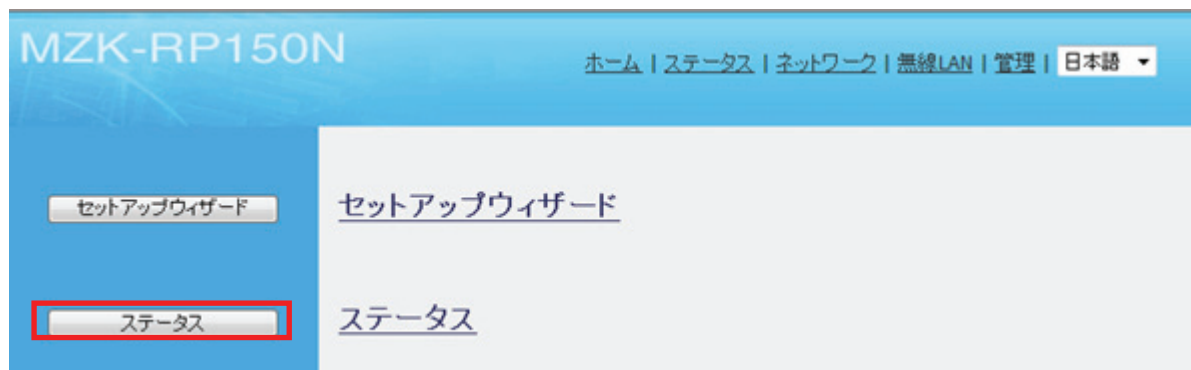 MZK-RP150N
ホーム | ステータス | ネットワーク | 無線LAN | 管理 | 日本語
セットアップウィザード
セットアップウィザード
ステータス
ステータス